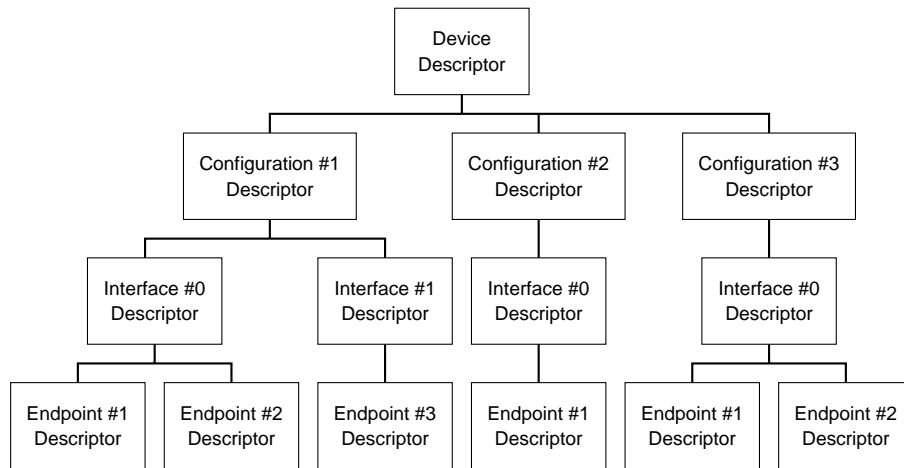 Device
Descriptor
Configuration #1
Descriptor
Configuration #2
Descriptor
Configuration #3
Descriptor
Interface #0
Descriptor
Interface #1
Descriptor
Interface #0
Descriptor
Interface #0
Descriptor
Endpoint #1
Descriptor
Endpoint #2
Descriptor
Endpoint #3
Descriptor
Endpoint #1
Descriptor
Endpoint #1
Descriptor
Endpoint #2
Descriptor